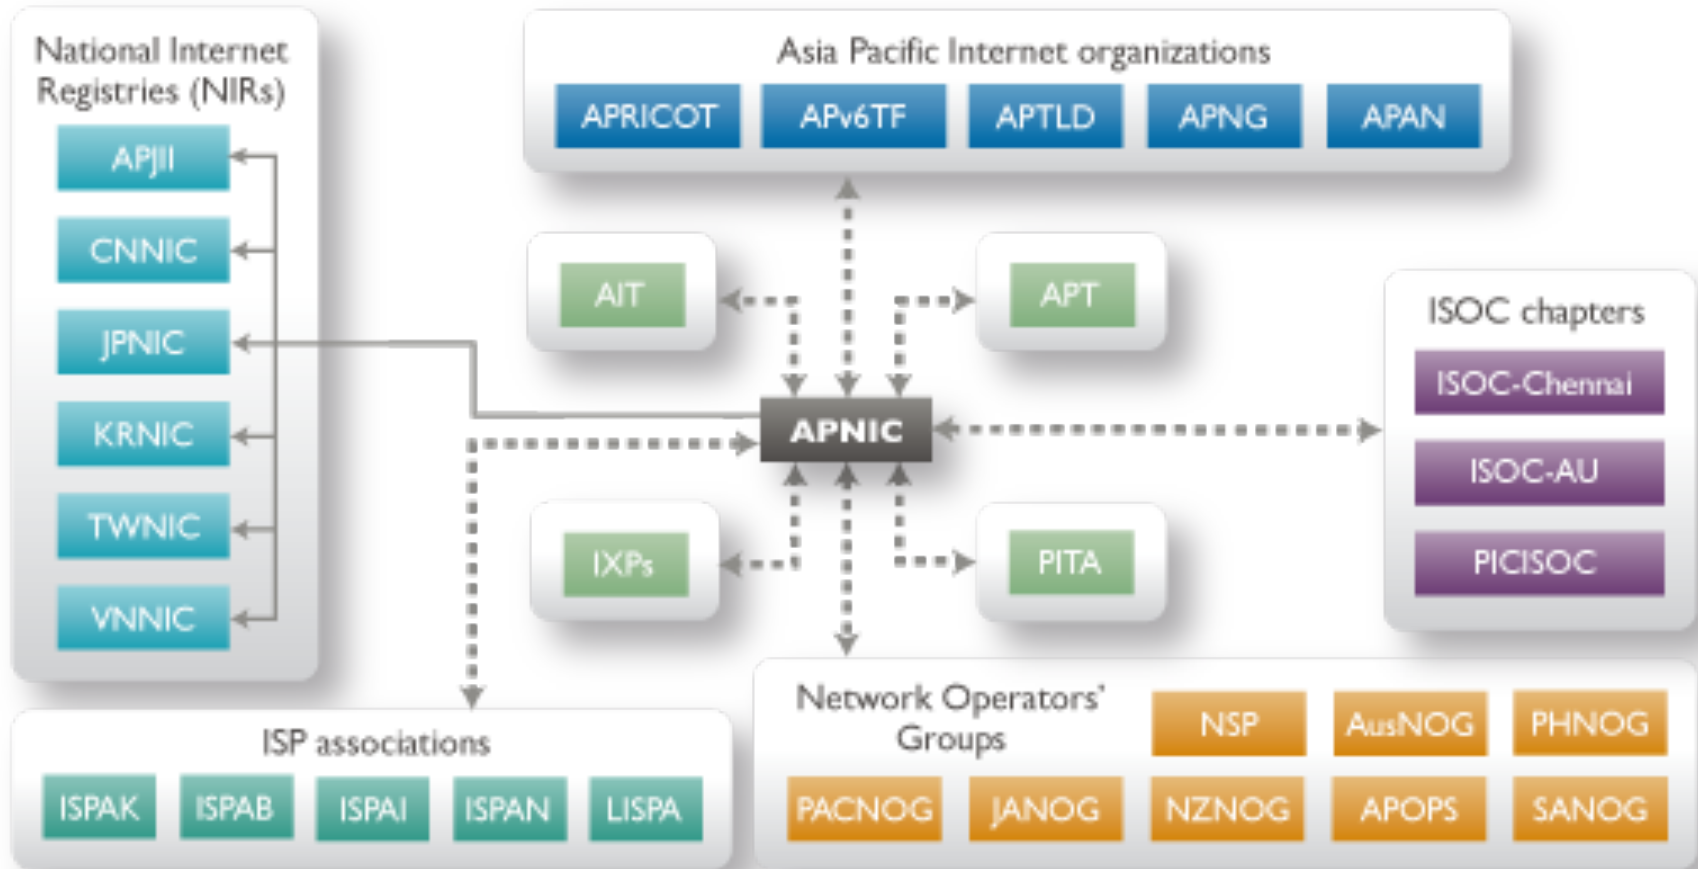 National Internet
Registries (NIRs)
APJII
CNNIC
JPNIC
KRNIC
TWNIC
VNNIC
Asia Pacific Internet organizations
APRICOT
APv6TF
APTLD
APNG
APAN
AIT
APT
APNIC
IXPs
PITA
ISOC chapters
ISOC-Chennai
ISOC-AU
PICISOC
ISP associations
ISPAK
ISPAB
ISPAI
ISPAN
LISPA
Network Operators'
Groups
NSP
AusNOG
PHNOG
PACNOG
JANOG
NZNOG
APOPS
SANOG